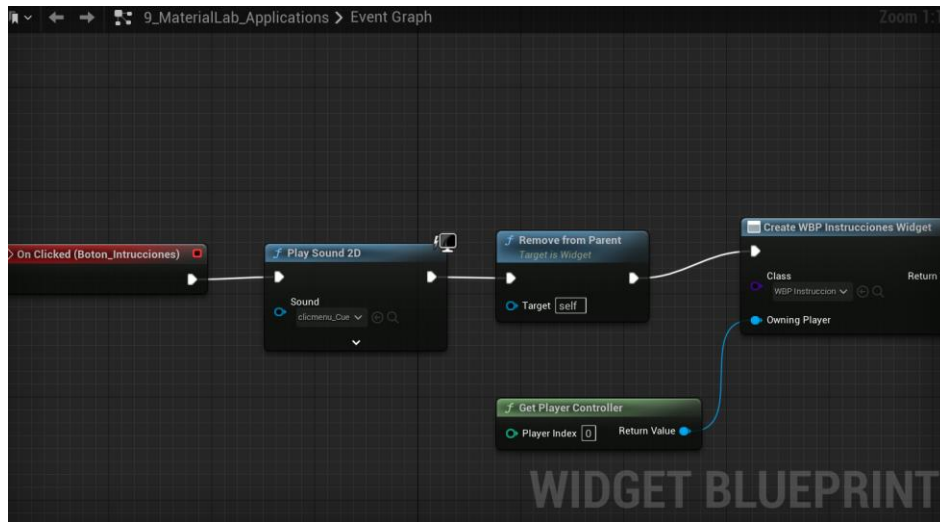 9_MaterialLab_Applications > Event Graph
Zoom 1:1
On Clicked (Boton_Intrucciones)
f Play Sound 2D
Sound
clicmenu_Cue
f Remove from Parent
Target is Widget
Target self
Create WBP Instrucciones Widget
Class
WBP Instruccion
Return
Owning Player
f Get Player Controller
Player Index 0
Return Value
WIDGET BLUEPRINT